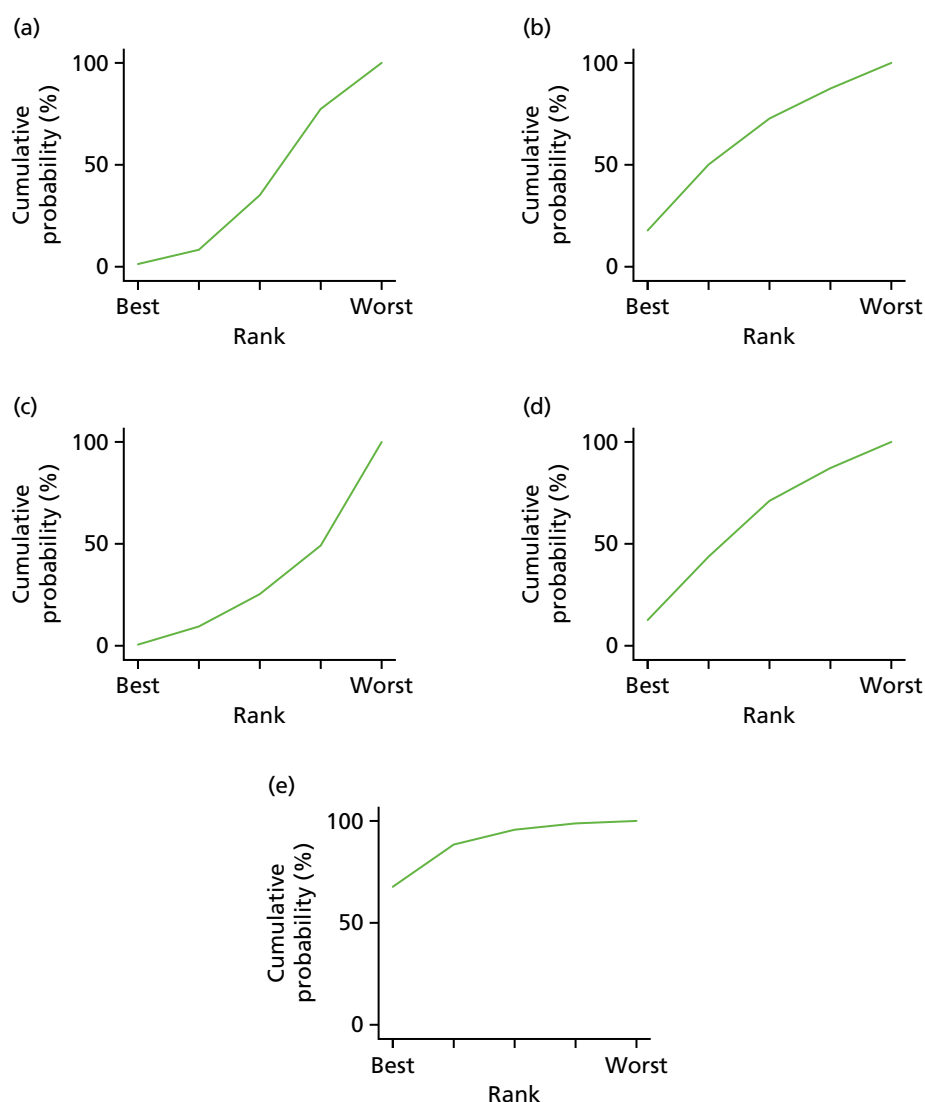 (a)
Cumulative
probability (%)
100
50
0
Best
Worst
Rank
(b)
Cumulative
probability (%)
100
50
0
Best
Worst
Rank
(c)
Cumulative
probability (%)
100
50
0
Best
Worst
Rank
(d)
Cumulative
probability (%)
100
50
0
Best
Worst
Rank
(e)
Cumulative
probability (%)
100
50
0
Best
Worst
Rank